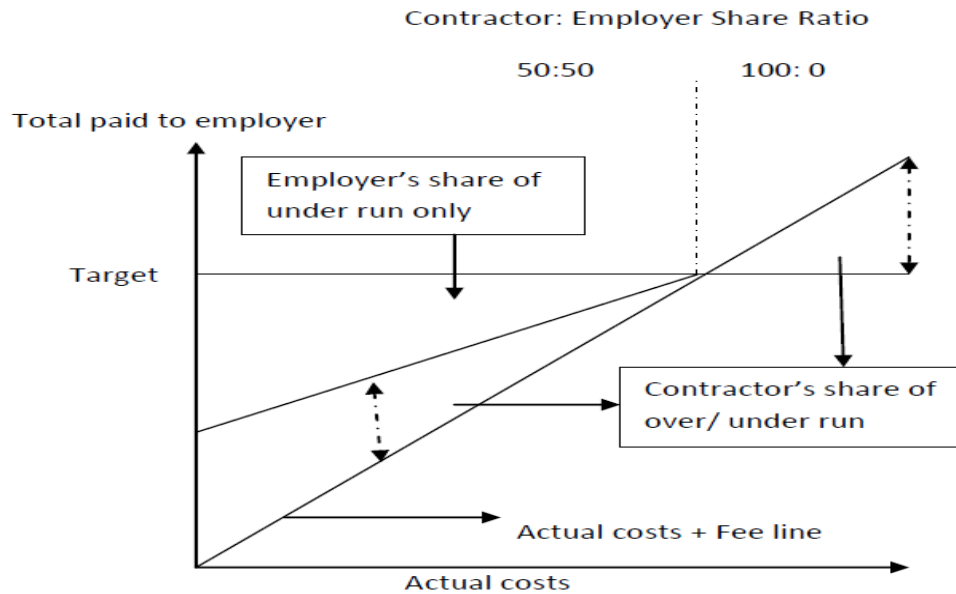 Contractor: Employer Share Ratio
50:50
100: 0
Total paid to employer
Employer’s share of
under run only
Target
Contractor’s share of
over/ under run
Actual costs + Fee line
Actual costs